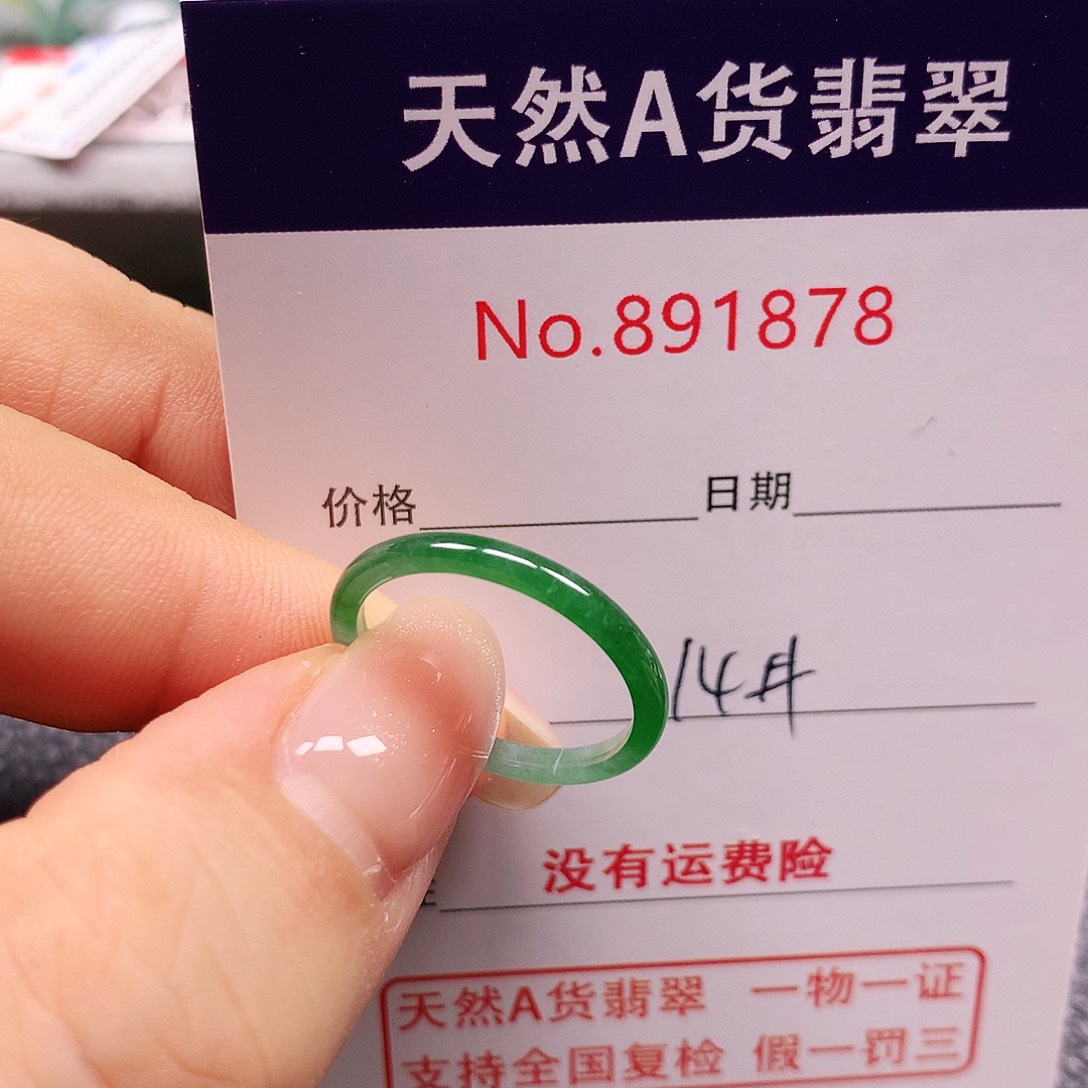 天然A货翡翠
No.891878
价格 日期
14#
没有运费险
天然A货翡翠 一物一证
支持全国复检 假一罚三